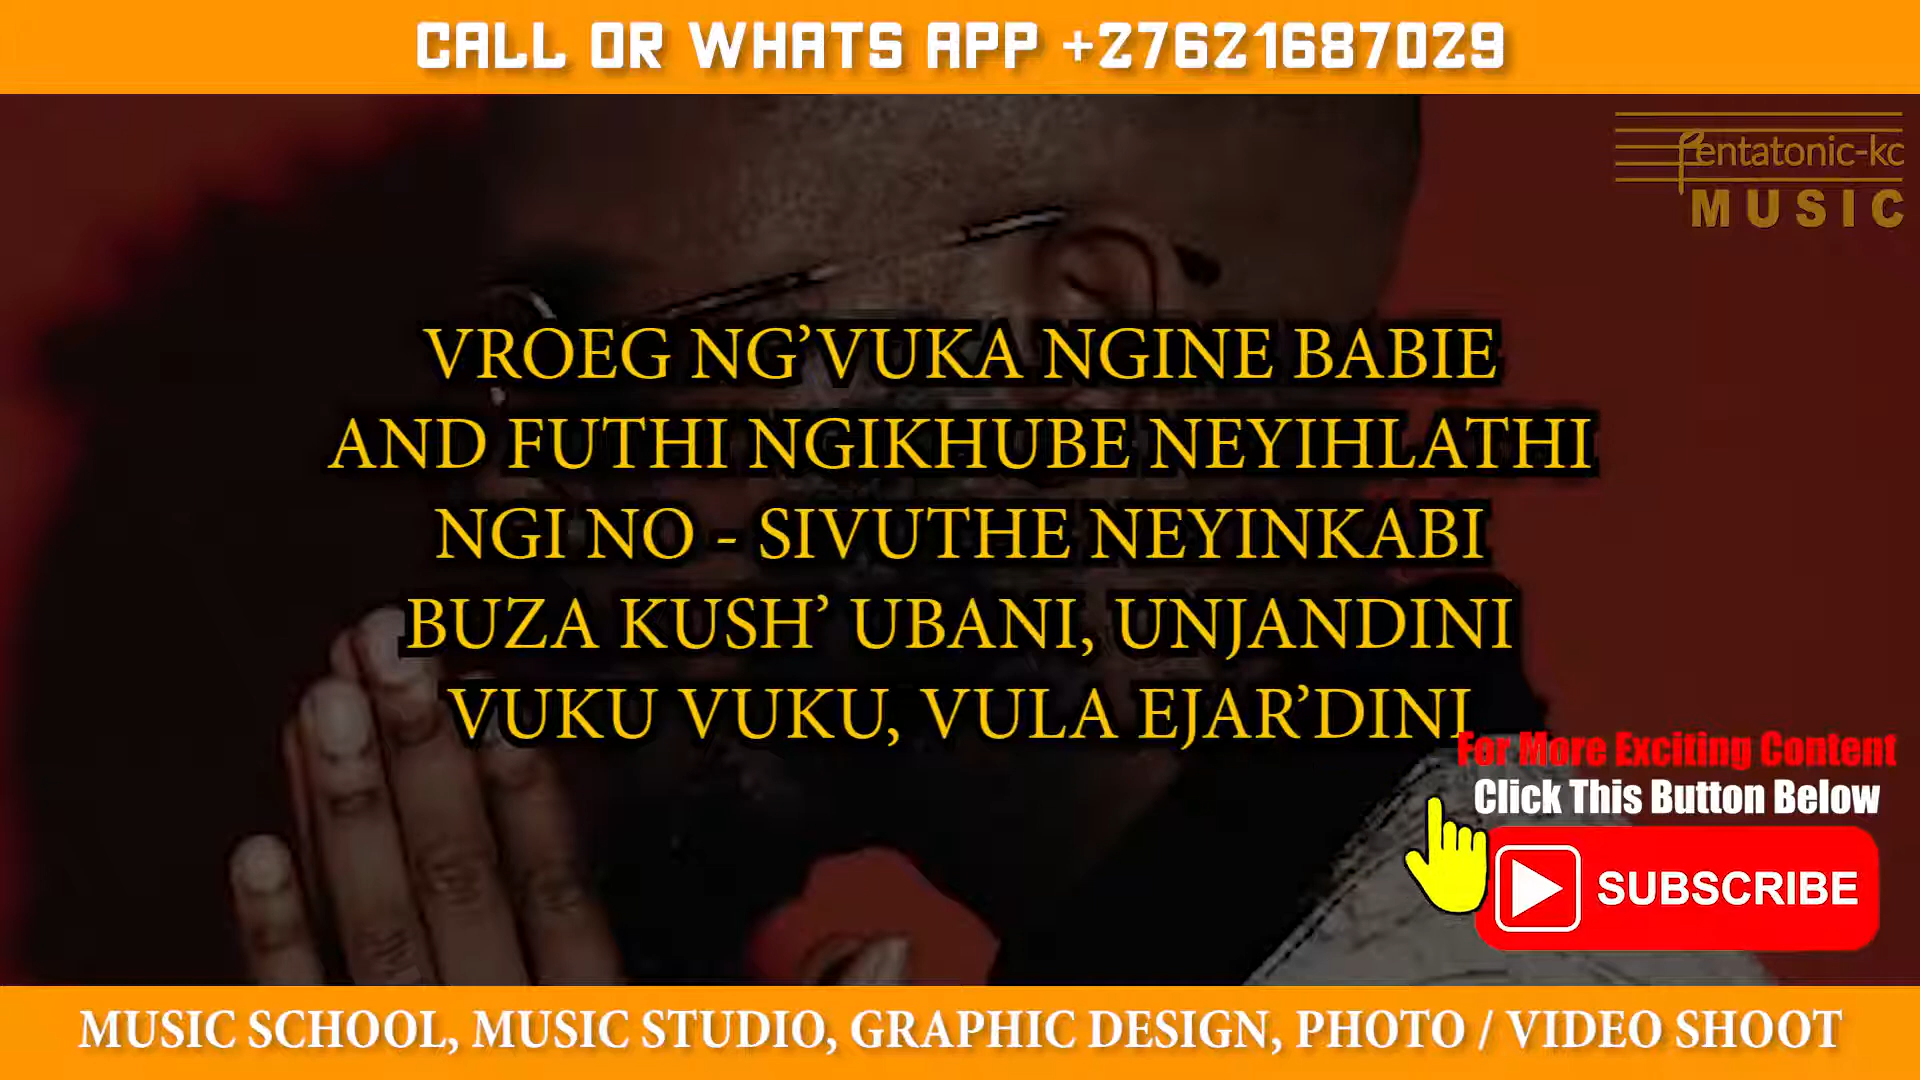 CALL OR WHATS APP +27621687029
Pentatonic-kc
MUSIC
VROEG NG’VUKA NGINE BABIE
AND FUTHI NGIKHUBE NEYIHLATHI
NGI NO - SIVUTHE NEYINKABI
BUZA KUSH’ UBANI, UNJANDINI
VUKU VUKU, VULA EJAR’DINI
For More Exciting Content
Click This Button Below
SUBSCRIBE
MUSIC SCHOOL, MUSIC STUDIO, GRAPHIC DESIGN, PHOTO / VIDEO SHOOT